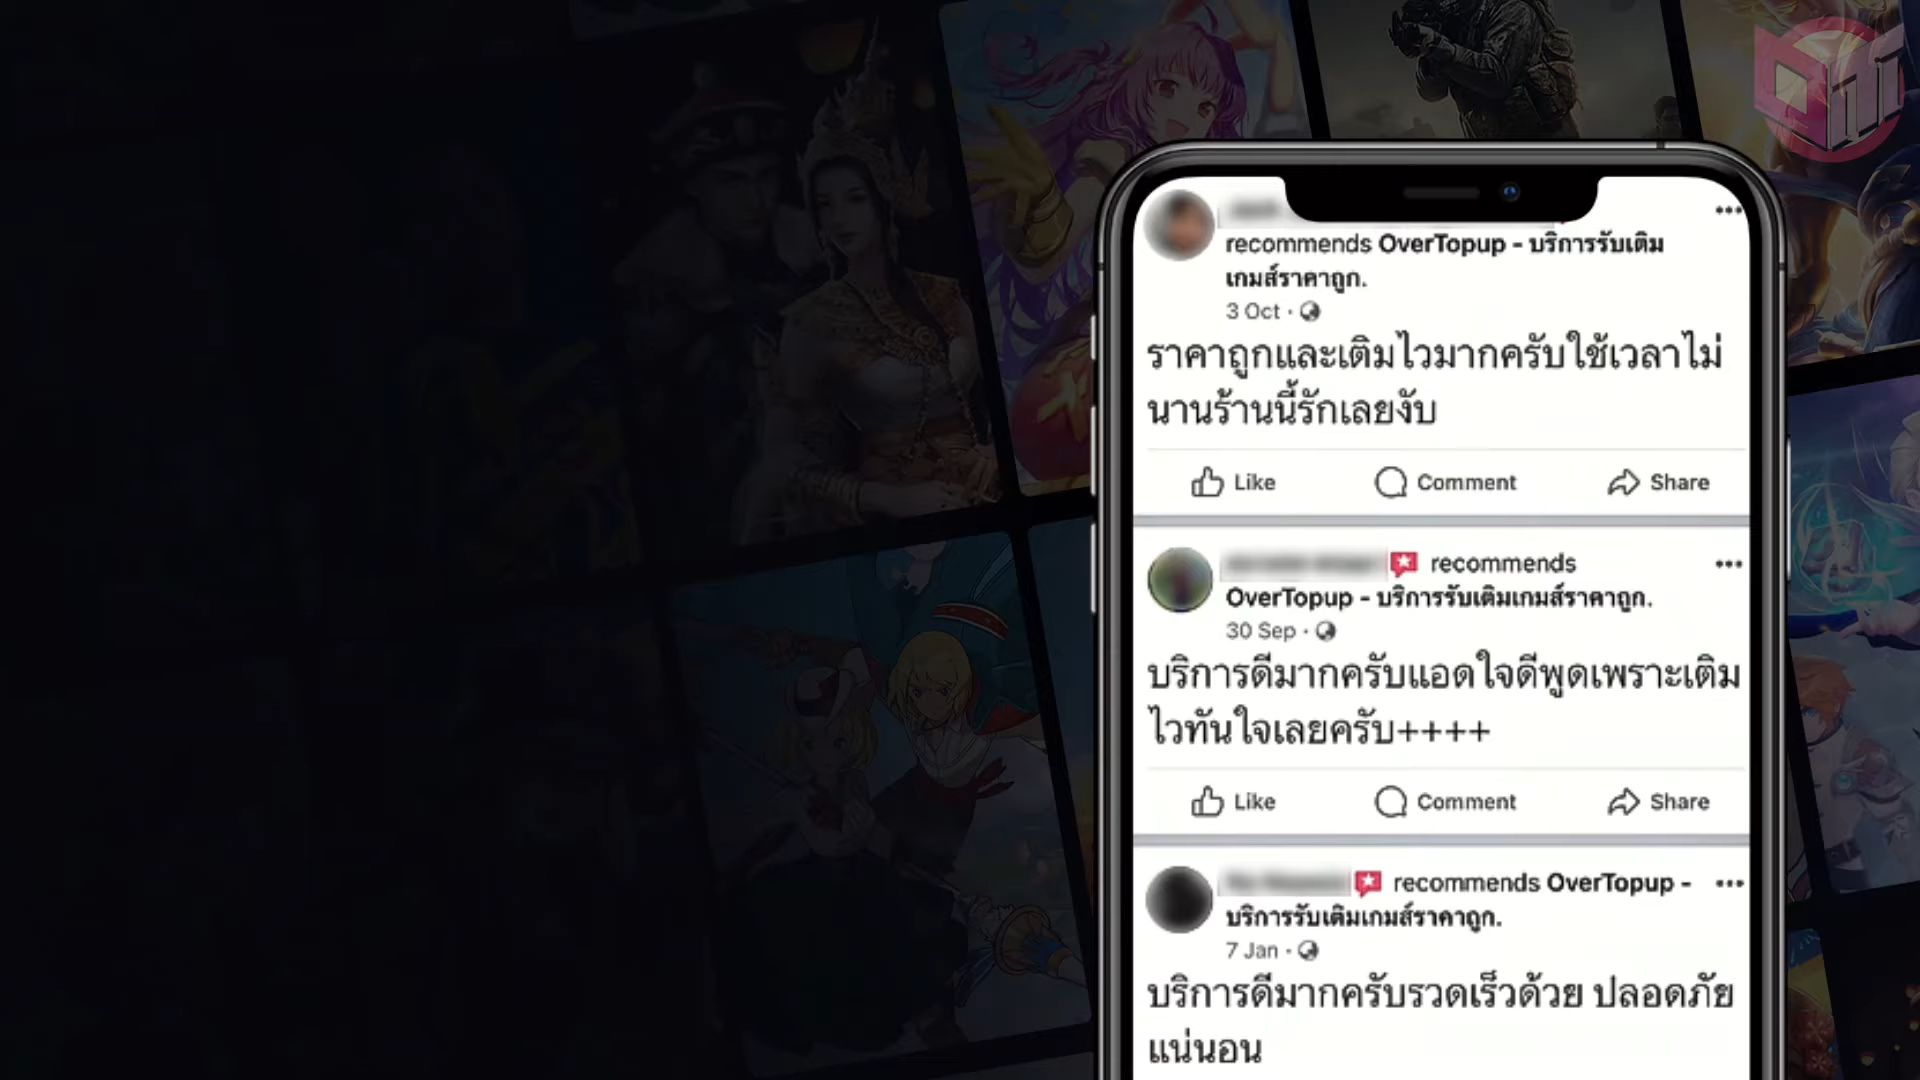 recommends OverTopup - บริการรับเติม
เกมส์ราคาถูก.
3 Oct ·
ราคาถูกและเติมไวมากครับใช้เวลาไม่
นานร้านนี้รักเลยงับ
Like Comment Share
recommends
OverTopup - บริการรับเติมเกมส์ราคาถูก.
30 Sep ·
บริการดีมากครับแอดใจดีพูดเพราะเติม
ไวทันใจเลยครับ++++
Like Comment Share
recommends OverTopup -
บริการรับเติมเกมส์ราคาถูก.
7 Jan ·
บริการดีมากครับรวดเร็วด้วย ปลอดภัย
แน่นอน